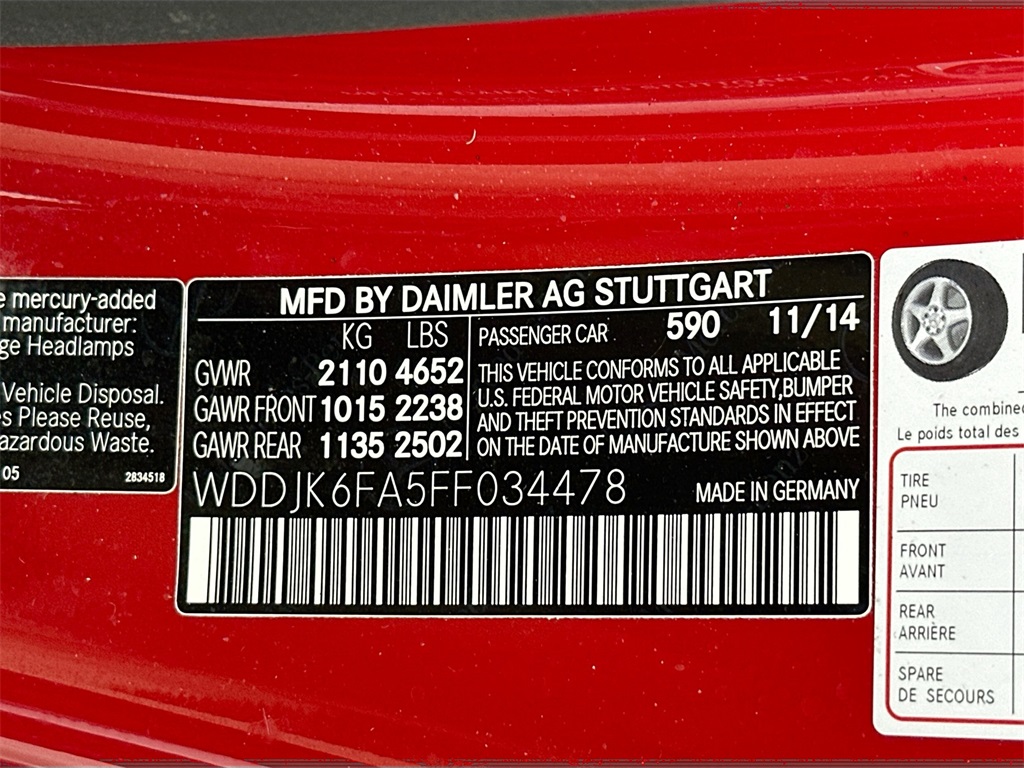 e mercury-added
manufacturer:
ge Headlamps
Vehicle Disposal.
es Please Reuse,
azardous Waste.
05 2834518
MFD BY DAIMLER AG STUTTGART
KG LBS
GVWR 2110 4652
GAWR FRONT 1015 2238
GAWR REAR 1135 2502
PASSENGER CAR 590 11/14
THIS VEHICLE CONFORMS TO ALL APPLICABLE
U.S. FEDERAL MOTOR VEHICLE SAFETY,BUMPER
AND THEFT PREVENTION STANDARDS IN EFFECT
ON THE DATE OF MANUFACTURE SHOWN ABOVE
WDDJK6FA5FF034478 MADE IN GERMANY
The combined
Le poids total des
TIRE
PNEU
FRONT
AVANT
REAR
ARRIÈRE
SPARE
DE SECOURS